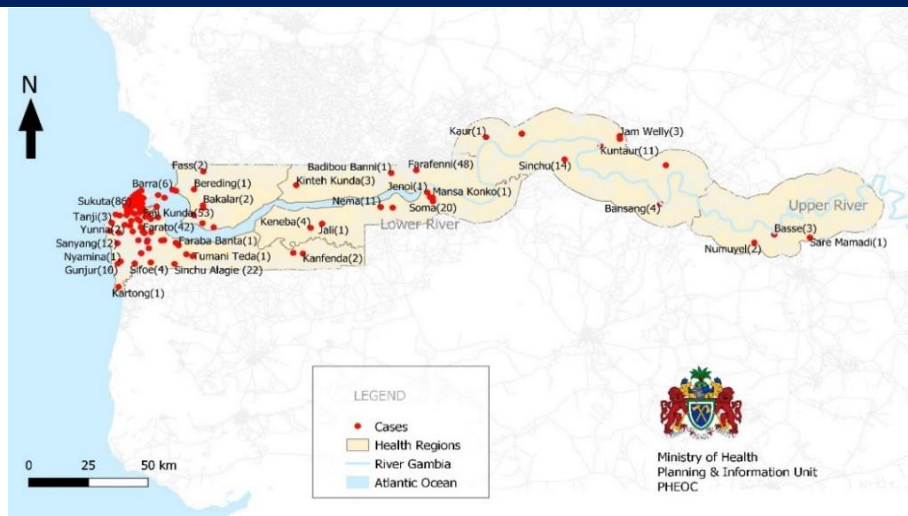 N
Kaur(1)
Jam Welly(3)
Kuntaur(11)
Sinchu(14)
Fass(2)
Badibou Banni(1)
Farafenni(48)
Barra(6)
Bereding(1)
Kinteh Kunda(3)
Jenoi(1)
Mansa Konko(1)
Sukuta(86)
Bakalar(2)
Nema(11)
Soma(20)
Bansang(4)
Upper River
Tanji(3)
Feji Kunda(53)
Keneba(4)
Lower River
Yunna(2)
Farato(42)
Jali(1)
Basse(3)
Sanyang(12)
Faraba Banta(1)
Numuyel(2)
Sare Mamadi(1)
Nyamina(1)
Tumani Teda(1)
Kanfenda(2)
Gunjur(10)
Sifoe(4)
Sinchu Alagie (22)
Kartong(1)
LEGEND
Cases
Health Regions
River Gambia
Atlantic Ocean
0 25 50 km
Ministry of Health
Planning & Information Unit
PHEOC